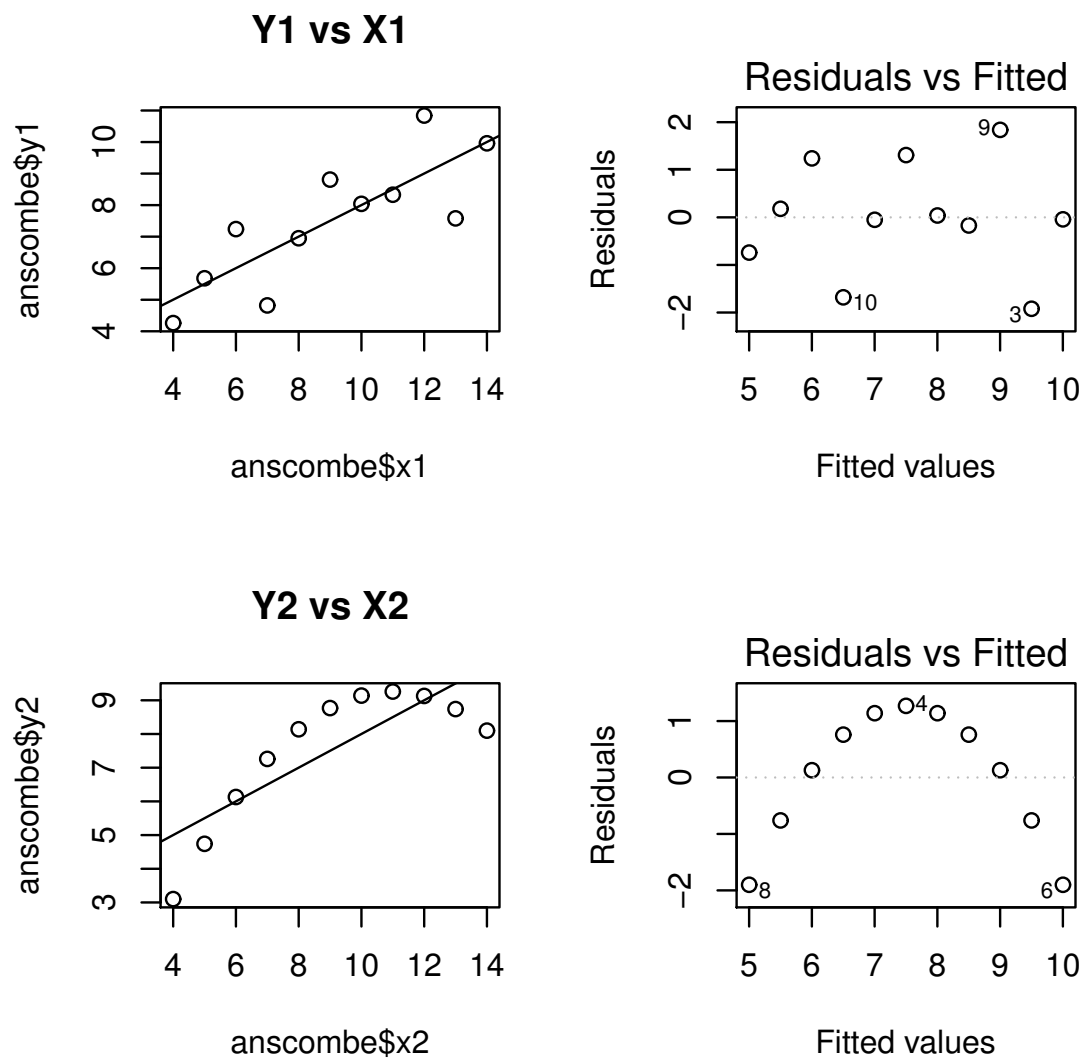 Y1 vs X1
anscombe$y1
4 6 8 10
4 6 8 10 12 14
anscombe$x1
Residuals vs Fitted
Residuals
−2 0 1 2
9
10
3
5 6 7 8 9 10
Fitted values
Y2 vs X2
anscombe$y2
3 5 7 9
4 6 8 10 12 14
anscombe$x2
Residuals vs Fitted
Residuals
−2 0 1
4
8
6
5 6 7 8 9 10
Fitted values